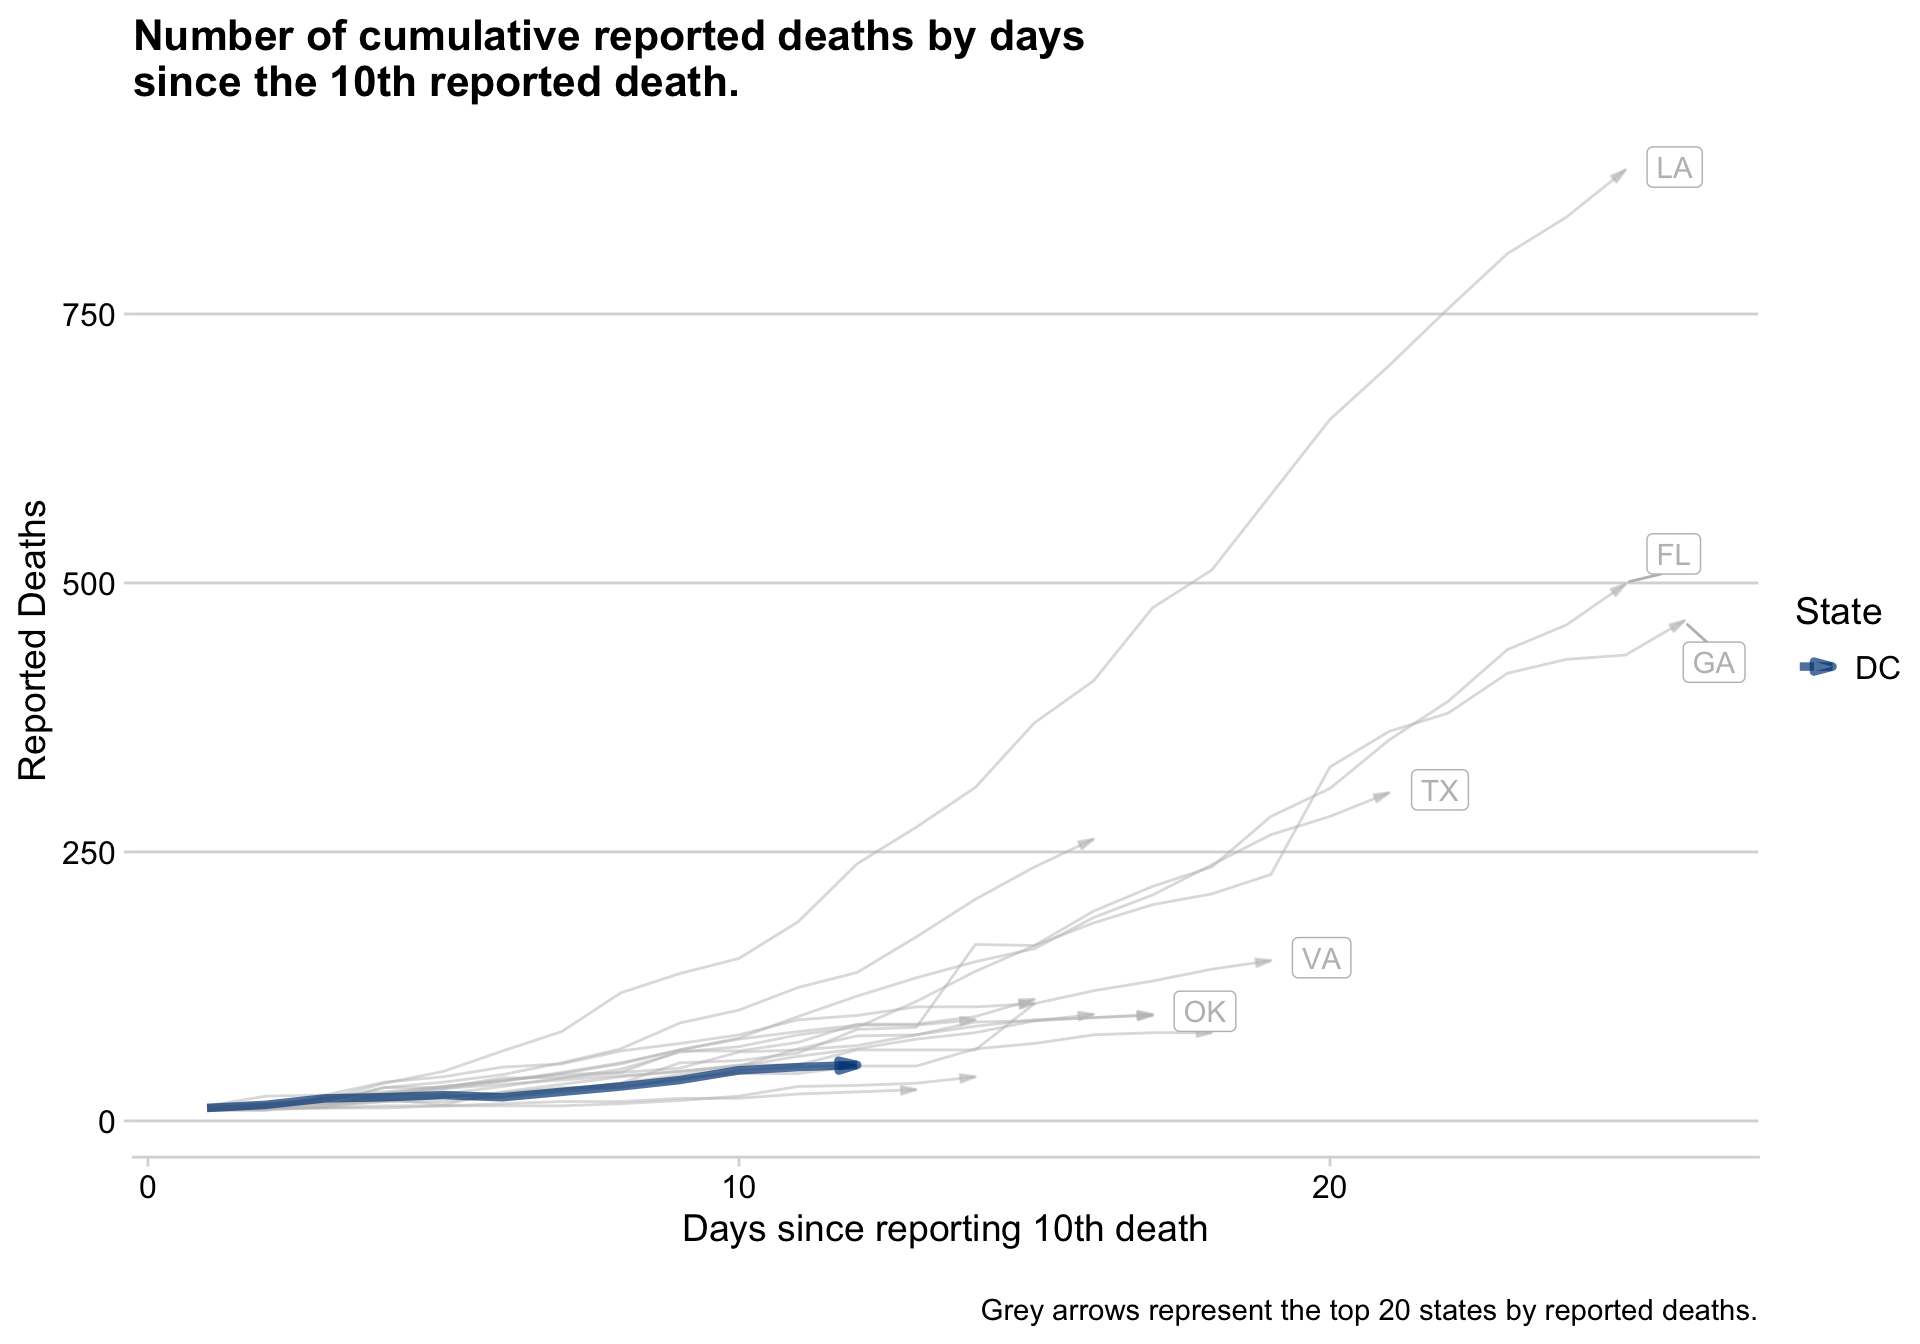 Number of cumulative reported deaths by days
since the 10th reported death.
LA
750
FL
500
GA
TX
250
VA
OK
0
Reported Deaths
State
DC
0 10 20
Days since reporting 10th death
Grey arrows represent the top 20 states by reported deaths.